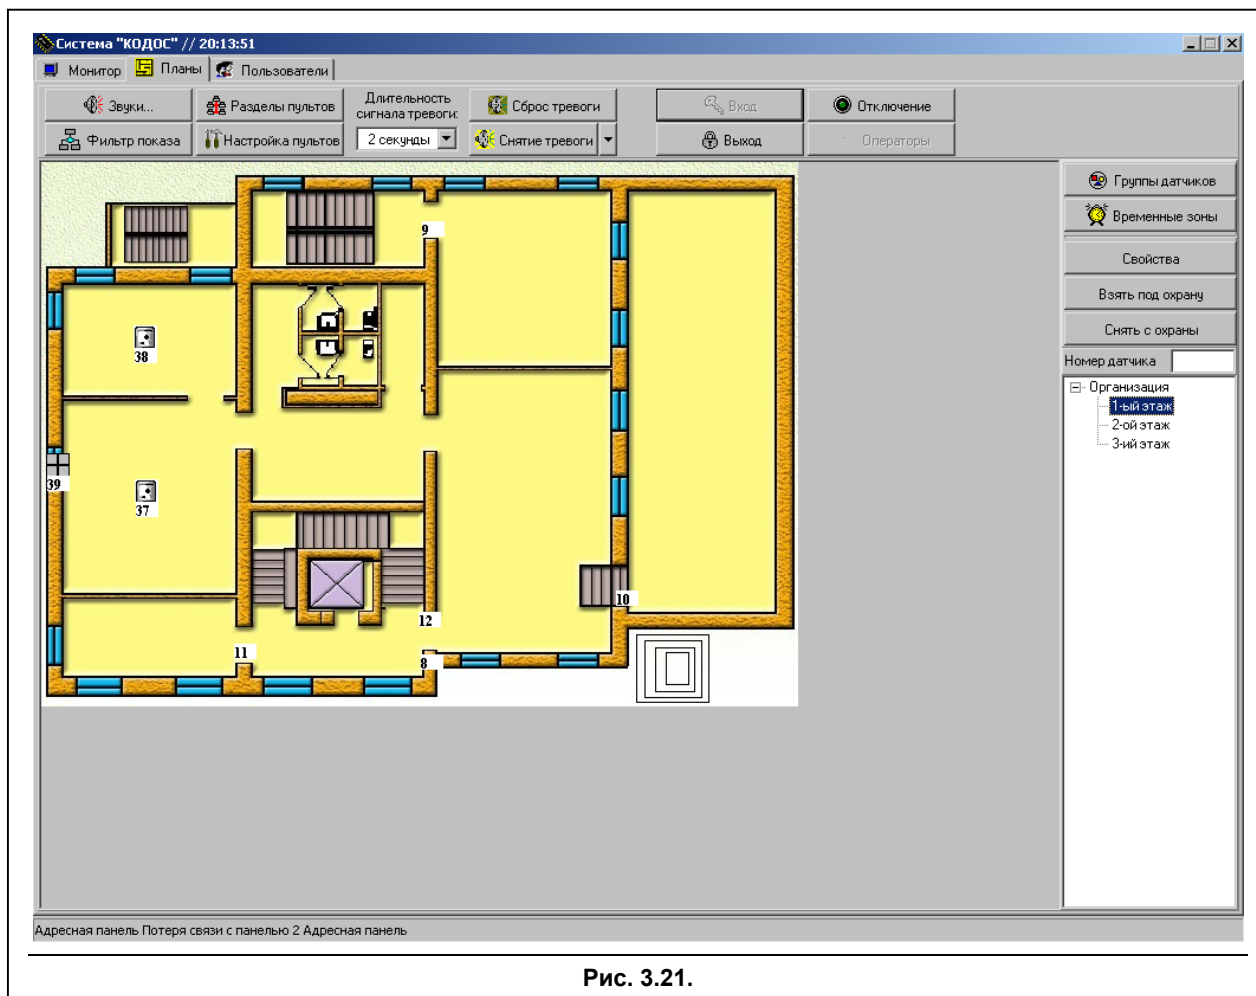 Система "КОДОС" // 20:13:51
Монитор Планы Пользователи
Звуки... Разделы пультов Длительность сигнала тревоги: Сброс тревоги Вход Отключение
Фильтр показа Настройка пультов 2 секунды Снятие тревоги Выход Операторы
Группы датчиков
Временные зоны
Свойства
Взять под охрану
Снять с охраны
Номер датчика
Организация
1-ый этаж
2-ой этаж
3-ий этаж
9
38
39
37
10
12
11
8
Адресная панель Потеря связи с панелью 2 Адресная панель
Рис. 3.21.